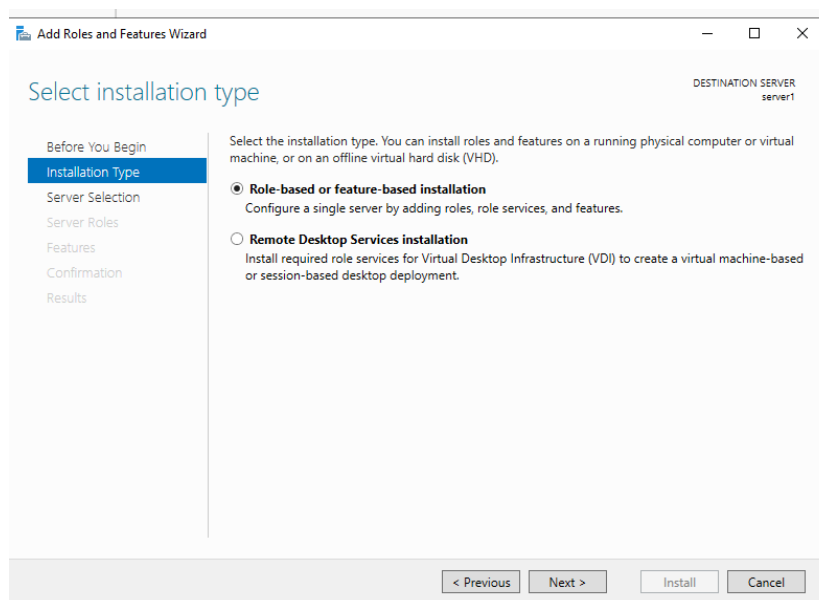 Add Roles and Features Wizard
Select installation type
DESTINATION SERVER
server1
Before You Begin
Installation Type
Server Selection
Server Roles
Features
Confirmation
Results
Select the installation type. You can install roles and features on a running physical computer or virtual
machine, or on an offline virtual hard disk (VHD).
Role-based or feature-based installation
Configure a single server by adding roles, role services, and features.
Remote Desktop Services installation
Install required role services for Virtual Desktop Infrastructure (VDI) to create a virtual machine-based
or session-based desktop deployment.
< Previous
Next >
Install
Cancel